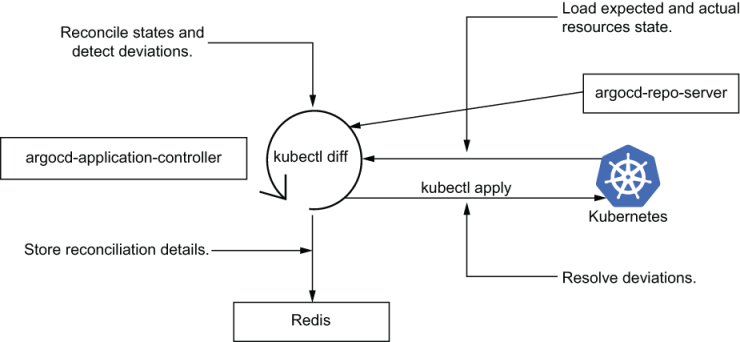 Load expected and actual
resources state.
Reconcile states and
detect deviations.
argocd-repo-server
argocd-application-controller
kubectl diff
kubectl apply
Kubernetes
Store reconciliation details.
Resolve deviations.
Redis